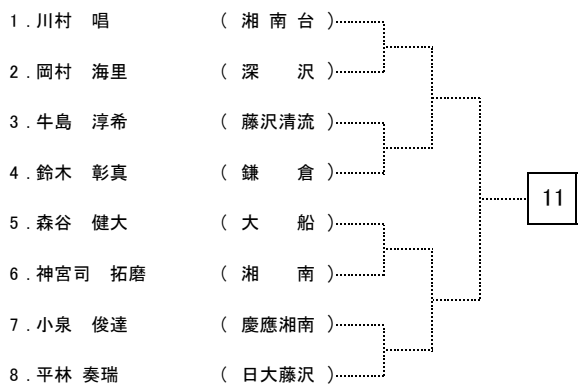 1．川村　唱　（ 湘 南 台 ）
2．岡村　海里　（ 深　　沢 ）
3．牛島　淳希　（ 藤沢清流 ）
4．鈴木　彰真　（ 鎌　　倉 ）
11
5．森谷　健大　（ 大　　船 ）
6．神宮司　拓磨　（ 湘　　南 ）
7．小泉　俊達　（ 慶應湘南 ）
8．平林 奏瑞　（ 日大藤沢 ）